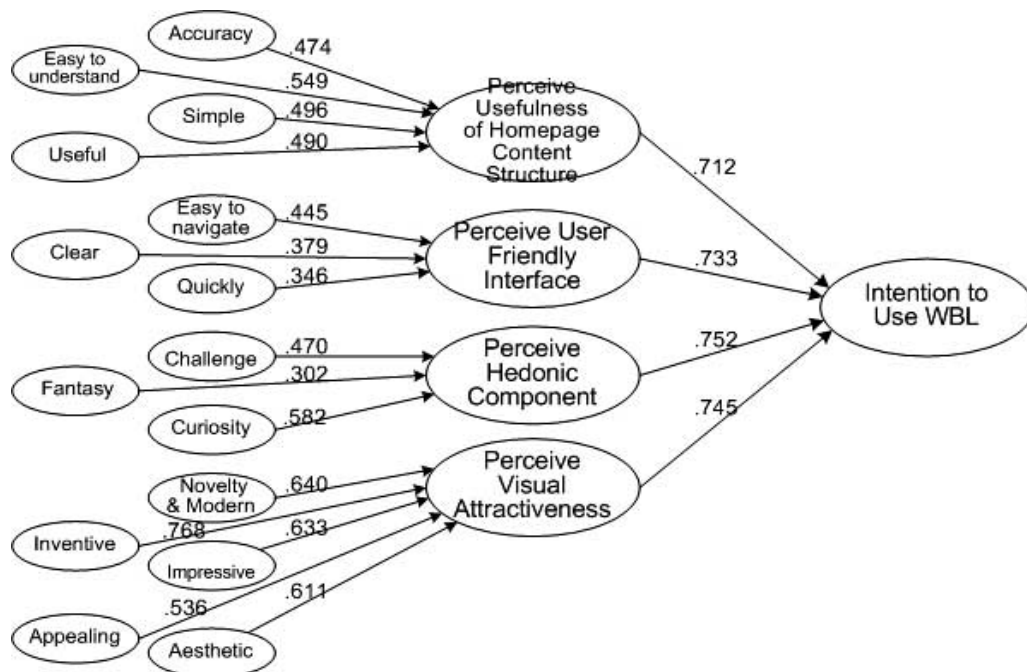 Accuracy
.474
Easy to
understand
.549
Simple
.496
Useful
.490
Perceive
Usefulness
of Homepage
Content
Structure
.712
Easy to
navigate
.445
Clear
.379
Quickly
.346
Perceive User
Friendly
Interface
.733
Intention to
Use WBL
Challenge
.470
Fantasy
.302
Curiosity
.582
Perceive
Hedonic
Component
.752
.745
Novelty
& Modern
.640
Inventive
.768
Impressive
.633
Appealing
.536
Aesthetic
.611
Perceive
Visual
Attractiveness